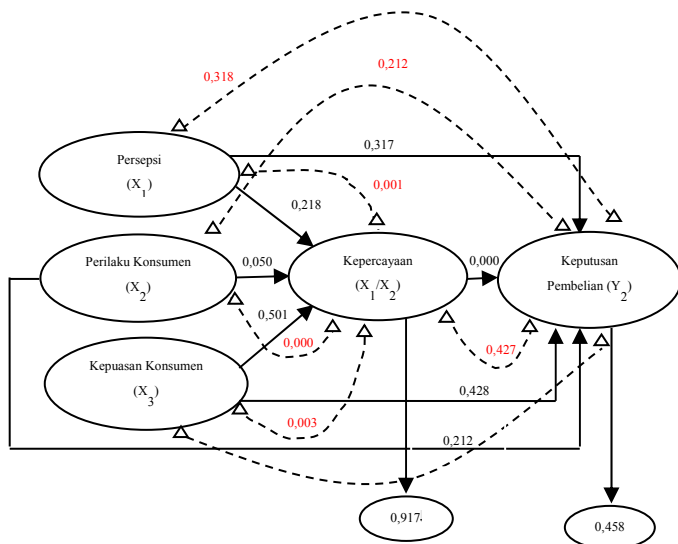 0,318
0,212
Persepsi
(X1)
0,317
0,001
0,218
Perilaku Konsumen
(X2)
0,050
Kepercayaan
(X1/X2)
0,000
Keputusan
Pembelian (Y2)
0,501
0,000
0,427
Kepuasan Konsumen
(X3)
0,003
0,428
0,212
0,917
0,458